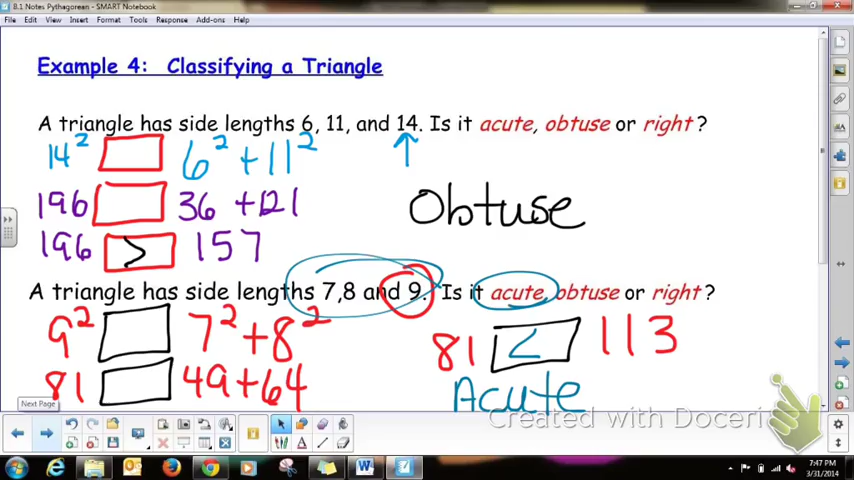 B.1 Notes Pythagorean - SMART Notebook
File Edit View Insert Format Tools Response Add-ons Help
Example 4: Classifying a Triangle
A triangle has side lengths 6, 11, and 14. Is it acute, obtuse or right?
14² 6² + 11²
196 36 + 121
Obtuse
196 > 157
A triangle has side lengths 7,8 and 9. Is it acute, obtuse or right?
9² 7² + 8²
81 < 113
81 49 + 64
Acute
Next Page
Created with Doceri
7:47 PM
3/31/2014